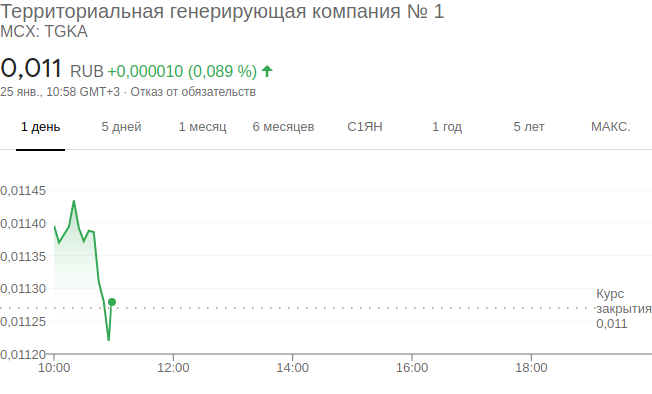 Территориальная генерирующая компания № 1
MCX: TGKA
0,011 RUB +0,000010 (0,089 %)
25 янв., 10:58 GMT+3 · Отказ от обязательств
1 день 5 дней 1 месяц 6 месяцев С1ЯН 1 год 5 лет МАКС.
0,01145
0,01140
0,01135
0,01130
Курс
закрытия
0,011
0,01125
0,01120
10:00 12:00 14:00 16:00 18:00